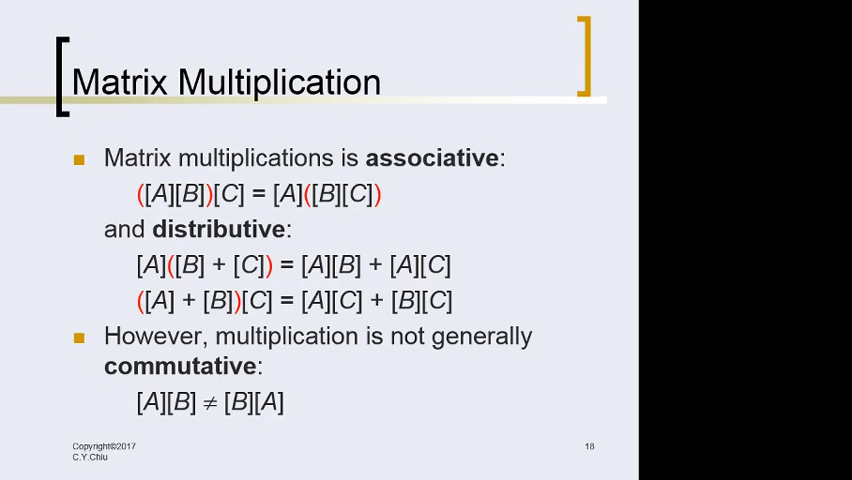 Matrix Multiplication
Matrix multiplications is associative:
([A][B])[C] = [A]([B][C])
and distributive:
[A]([B] + [C]) = [A][B] + [A][C]
([A] + [B])[C] = [A][C] + [B][C]
However, multiplication is not generally
commutative:
[A][B] ≠ [B][A]
Copyright©2017
C.Y.Chiu
18